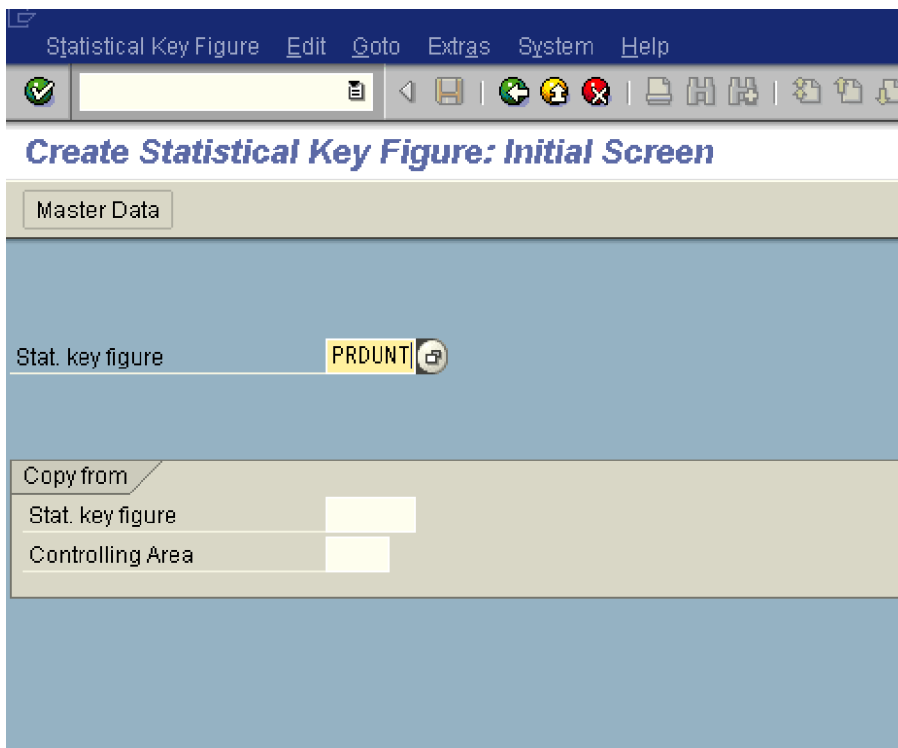 Statistical Key Figure Edit Goto Extras System Help
Create Statistical Key Figure: Initial Screen
Master Data
Stat. key figure PRDUNT
Copy from
Stat. key figure
Controlling Area